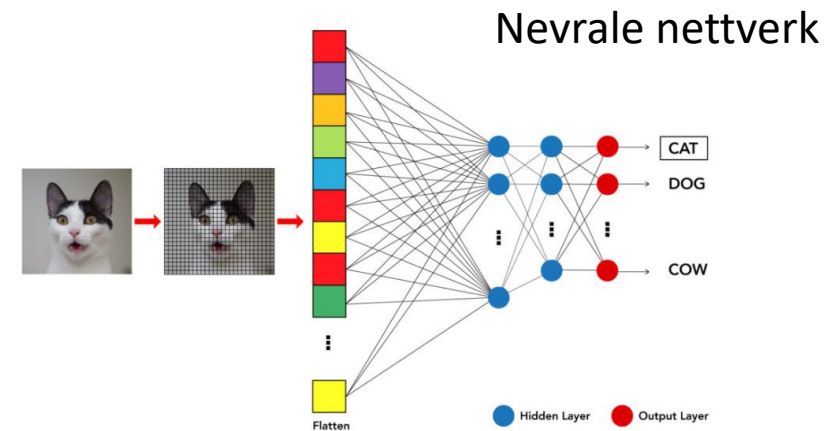 Nevrale nettverk
CAT
DOG
COW
Flatten
Hidden Layer
Output Layer